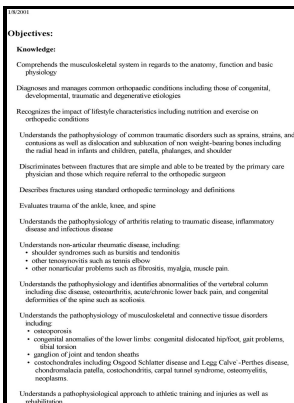 1/8/2001
Objectives:
Knowledge:
Comprehends the musculoskeletal system in regards to the anatomy, function and basic
physiology
Diagnoses and manages common orthopaedic conditions including those of congenital,
developmental, traumatic and degenerative etiologies
Recognizes the impact of lifestyle characteristics including nutrition and exercise on
orthopedic conditions
Understands the pathophysiology of common traumatic disorders such as sprains, strains, and
contusions as well as dislocation and subluxation of non weight-bearing bones including
the radial head in infants and children, patella, phalanges, and shoulder
Discriminates between fractures that are simple and able to be treated by the primary care
physician and those which require referral to the orthopedic surgeon
Describes fractures using standard orthopedic terminology and definitions
Evaluates trauma of the ankle, knee, and spine
Understands the pathophysiology of arthritis relating to traumatic disease, inflammatory
disease and infectious disease
Understands non-articular rheumatic disease, including:
• shoulder syndromes such as bursitis and tendonitis
• other tenosynovitis such as tennis elbow
• other nonarticular problems such as fibrositis, myalgia, muscle pain.
Understands the pathophysiology and identifies abnormalities of the vertebral column
including disc disease, osteoarthritis, acute/chronic lower back pain, and congenital
deformities of the spine such as scoliosis.
Understands the pathophysiology of musculoskeletal and connective tissue disorders
including:
• osteoporosis
• congenital anomalies of the lower limbs: congenital dislocated hip/foot, gait problems,
tibial torsion
• ganglion of joint and tendon sheaths
• costochondrales including Osgood Schlatter disease and Legg Calve'-Perthes disease,
chondromalacia patella, costochondritis, carpal tunnel syndrome, osteomyelitis,
neoplasms.
Understands a pathophysiological approach to athletic training and injuries as well as
rehabilitation